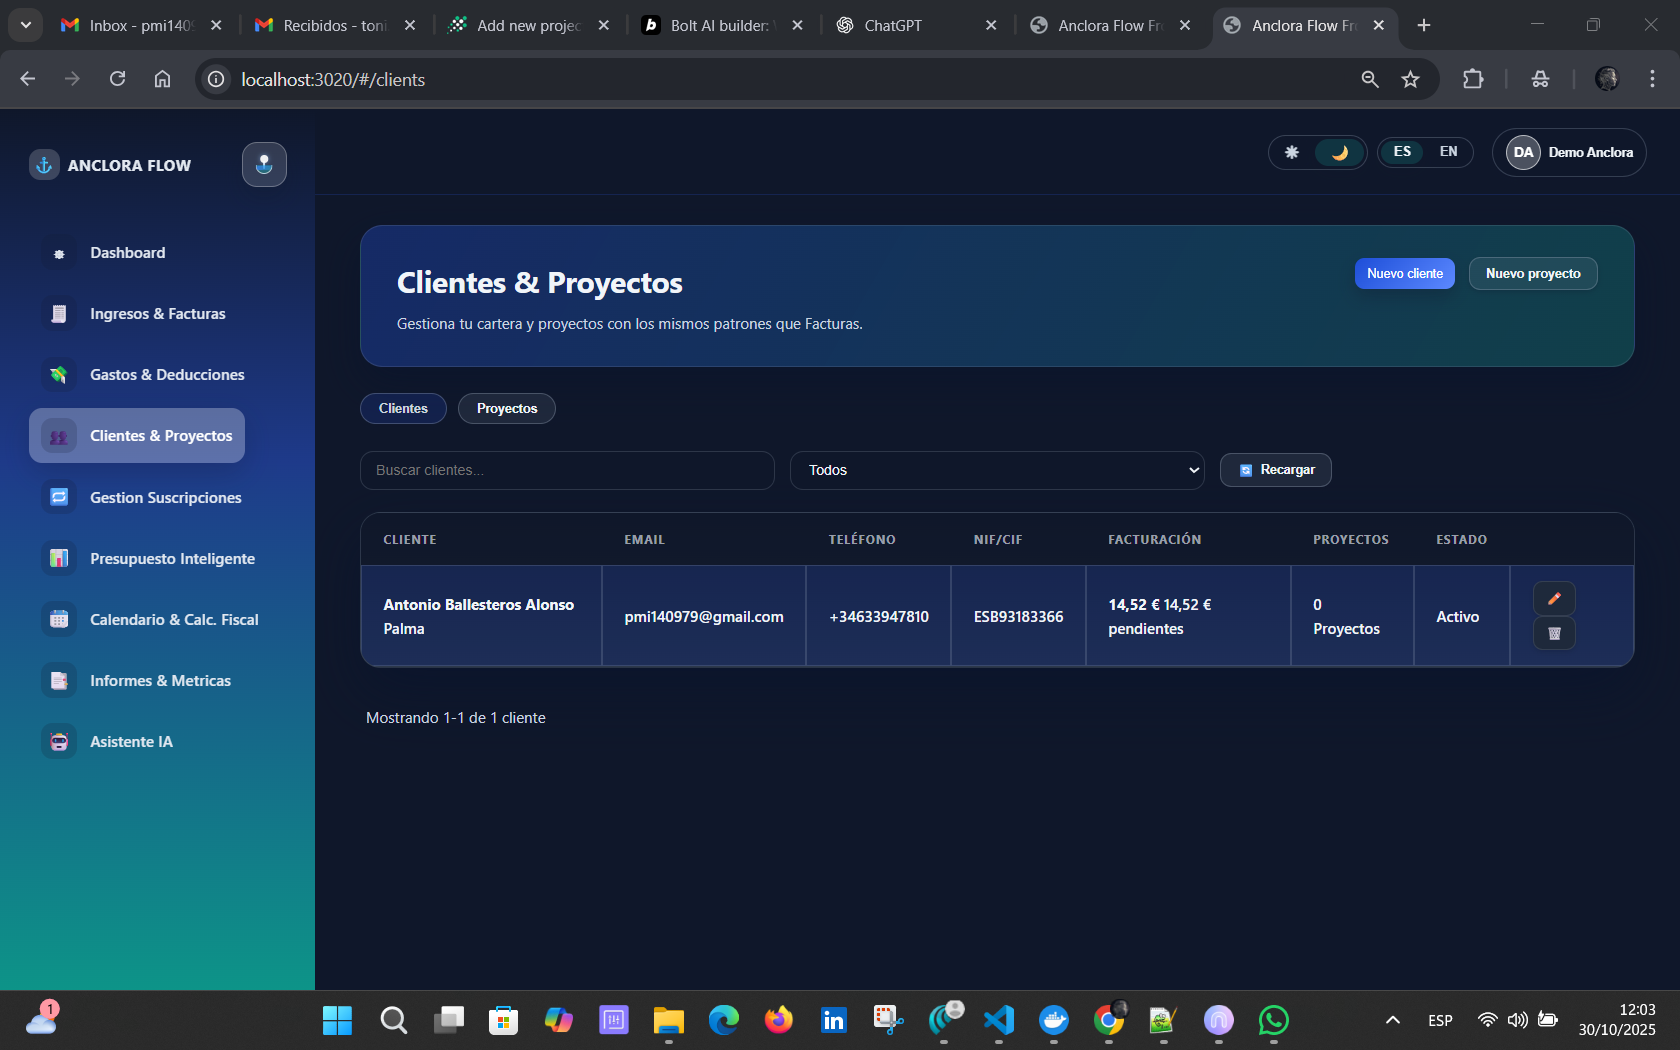 Inbox - pmi1409
Recibidos - toni.
Add new projec
Bolt AI builder:
ChatGPT
Anclora Flow Fr
Anclora Flow Fr
localhost:3020/#/clients
ANCLORA FLOW
ES
EN
DA
Demo Anclora
Dashboard
Ingresos & Facturas
Gastos & Deducciones
Clientes & Proyectos
Gestion Suscripciones
Presupuesto Inteligente
Calendario & Calc. Fiscal
Informes & Metricas
Asistente IA
Clientes & Proyectos
Gestiona tu cartera y proyectos con los mismos patrones que Facturas.
Nuevo cliente
Nuevo proyecto
Clientes
Proyectos
Buscar clientes...
Todos
Recargar
CLIENTE EMAIL TELÉFONO NIF/CIF FACTURACIÓN PROYECTOS ESTADO
Antonio Ballesteros Alonso
Palma
pmi140979@gmail.com
+34633947810
ESB93183366
14,52 € 14,52 €
pendientes
0
Proyectos
Activo
Mostrando 1-1 de 1 cliente
1
ESP
12:03
30/10/2025